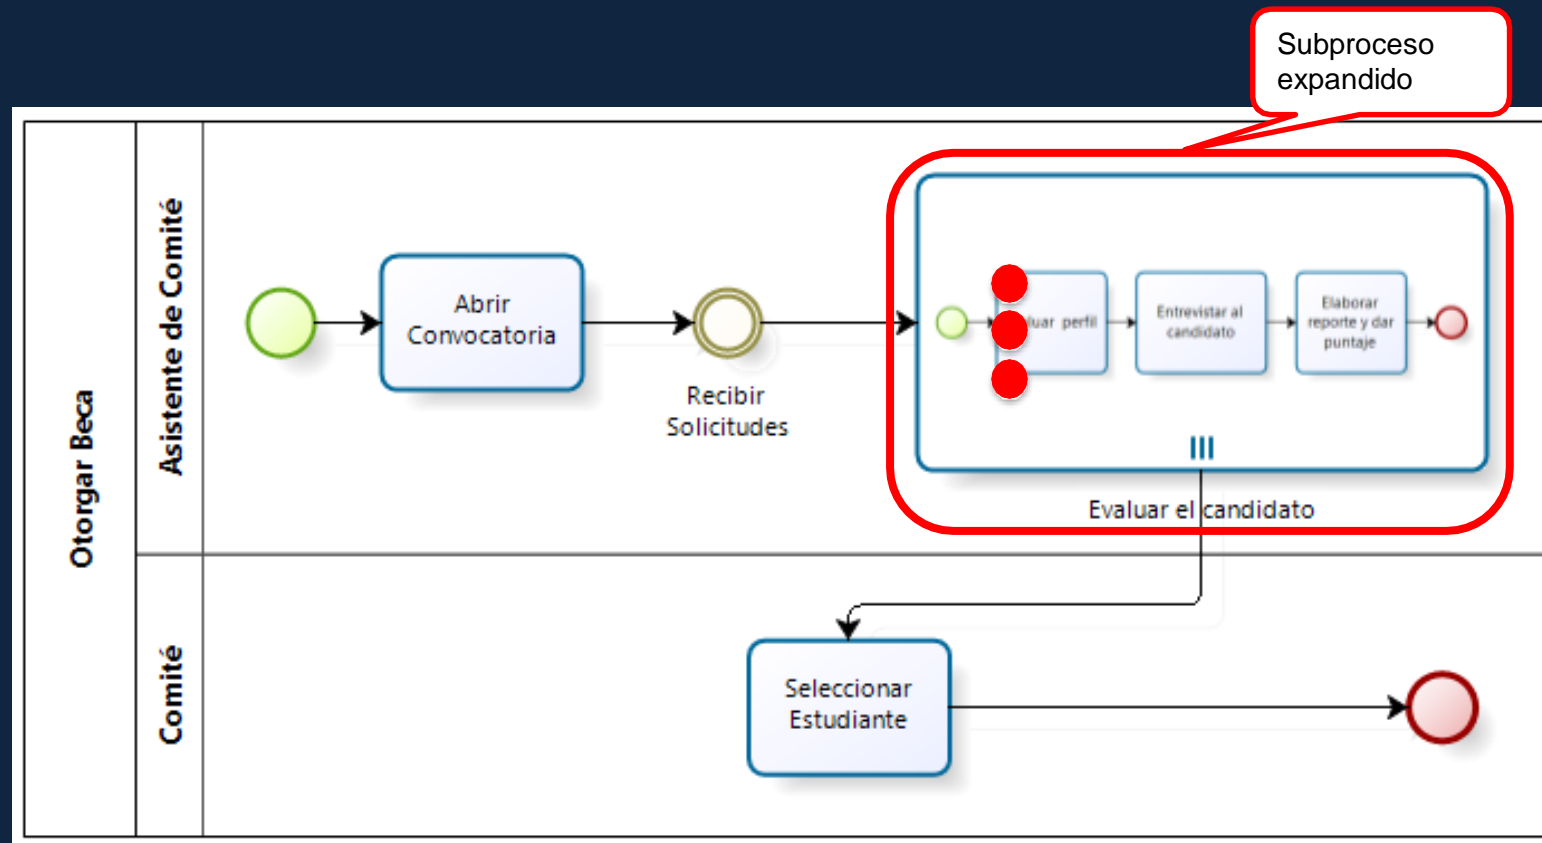 Subproceso
expandido
Otorgar Beca
Asistente de Comité
Abrir
Convocatoria
Recibir
Solicitudes
perfil
Entrevistar al
candidato
Elaborar
reporte y dar
puntaje
Evaluar el candidato
Comité
Seleccionar
Estudiante